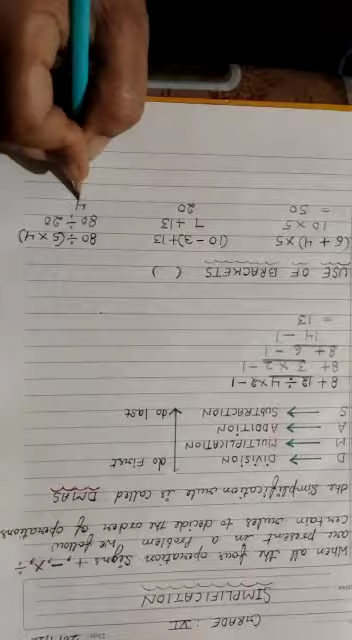 GRADE : VI
SIMPLIFICATION
When all the four operation signs +, -, x, ÷
are present in a problem we follow
certain rules to decide the order of operations
the simplification rule is called DMAS
D → DIVISION do first
M → MULTIPLICATION
A → ADDITION
S → SUBTRACTION do last
8 + 12 ÷ 4 x 2 - 1
8 + 3 x 2 - 1
8 + 6 - 1
14 - 1
= 13
USE OF BRACKETS ( )
(6 + 4) x 5 (10 - 3) + 13 80 ÷ (5 x 4)
10 x 5 7 + 13 80 ÷ 20
= 50 20 4